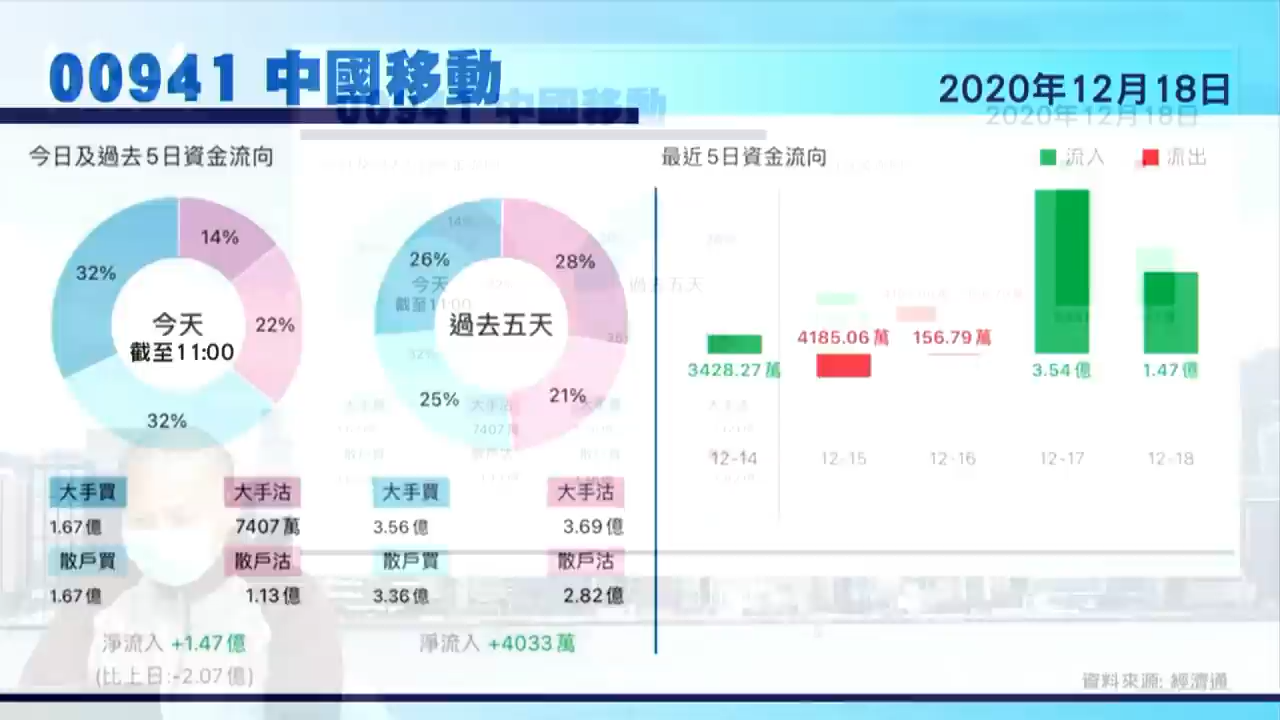 00941 中國移動
2020年12月18日
今日及過去5日資金流向
14%
32%
22%
32%
今天
截至11:00
26%
28%
25%
21%
過去五天
大手買
大手沽
1.67億
7407萬
散戶買
散戶沽
1.67億
1.13億
淨流入 +1.47億
(比上日:-2.07億)
大手買
大手沽
3.56億
3.69億
散戶買
散戶沽
3.36億
2.82億
淨流入 +4033萬
最近5日資金流向
流入
流出
3428.27萬
4185.06萬
156.79萬
3.54億
1.47億
12-14
12-15
12-16
12-17
12-18
資料來源: 經濟通